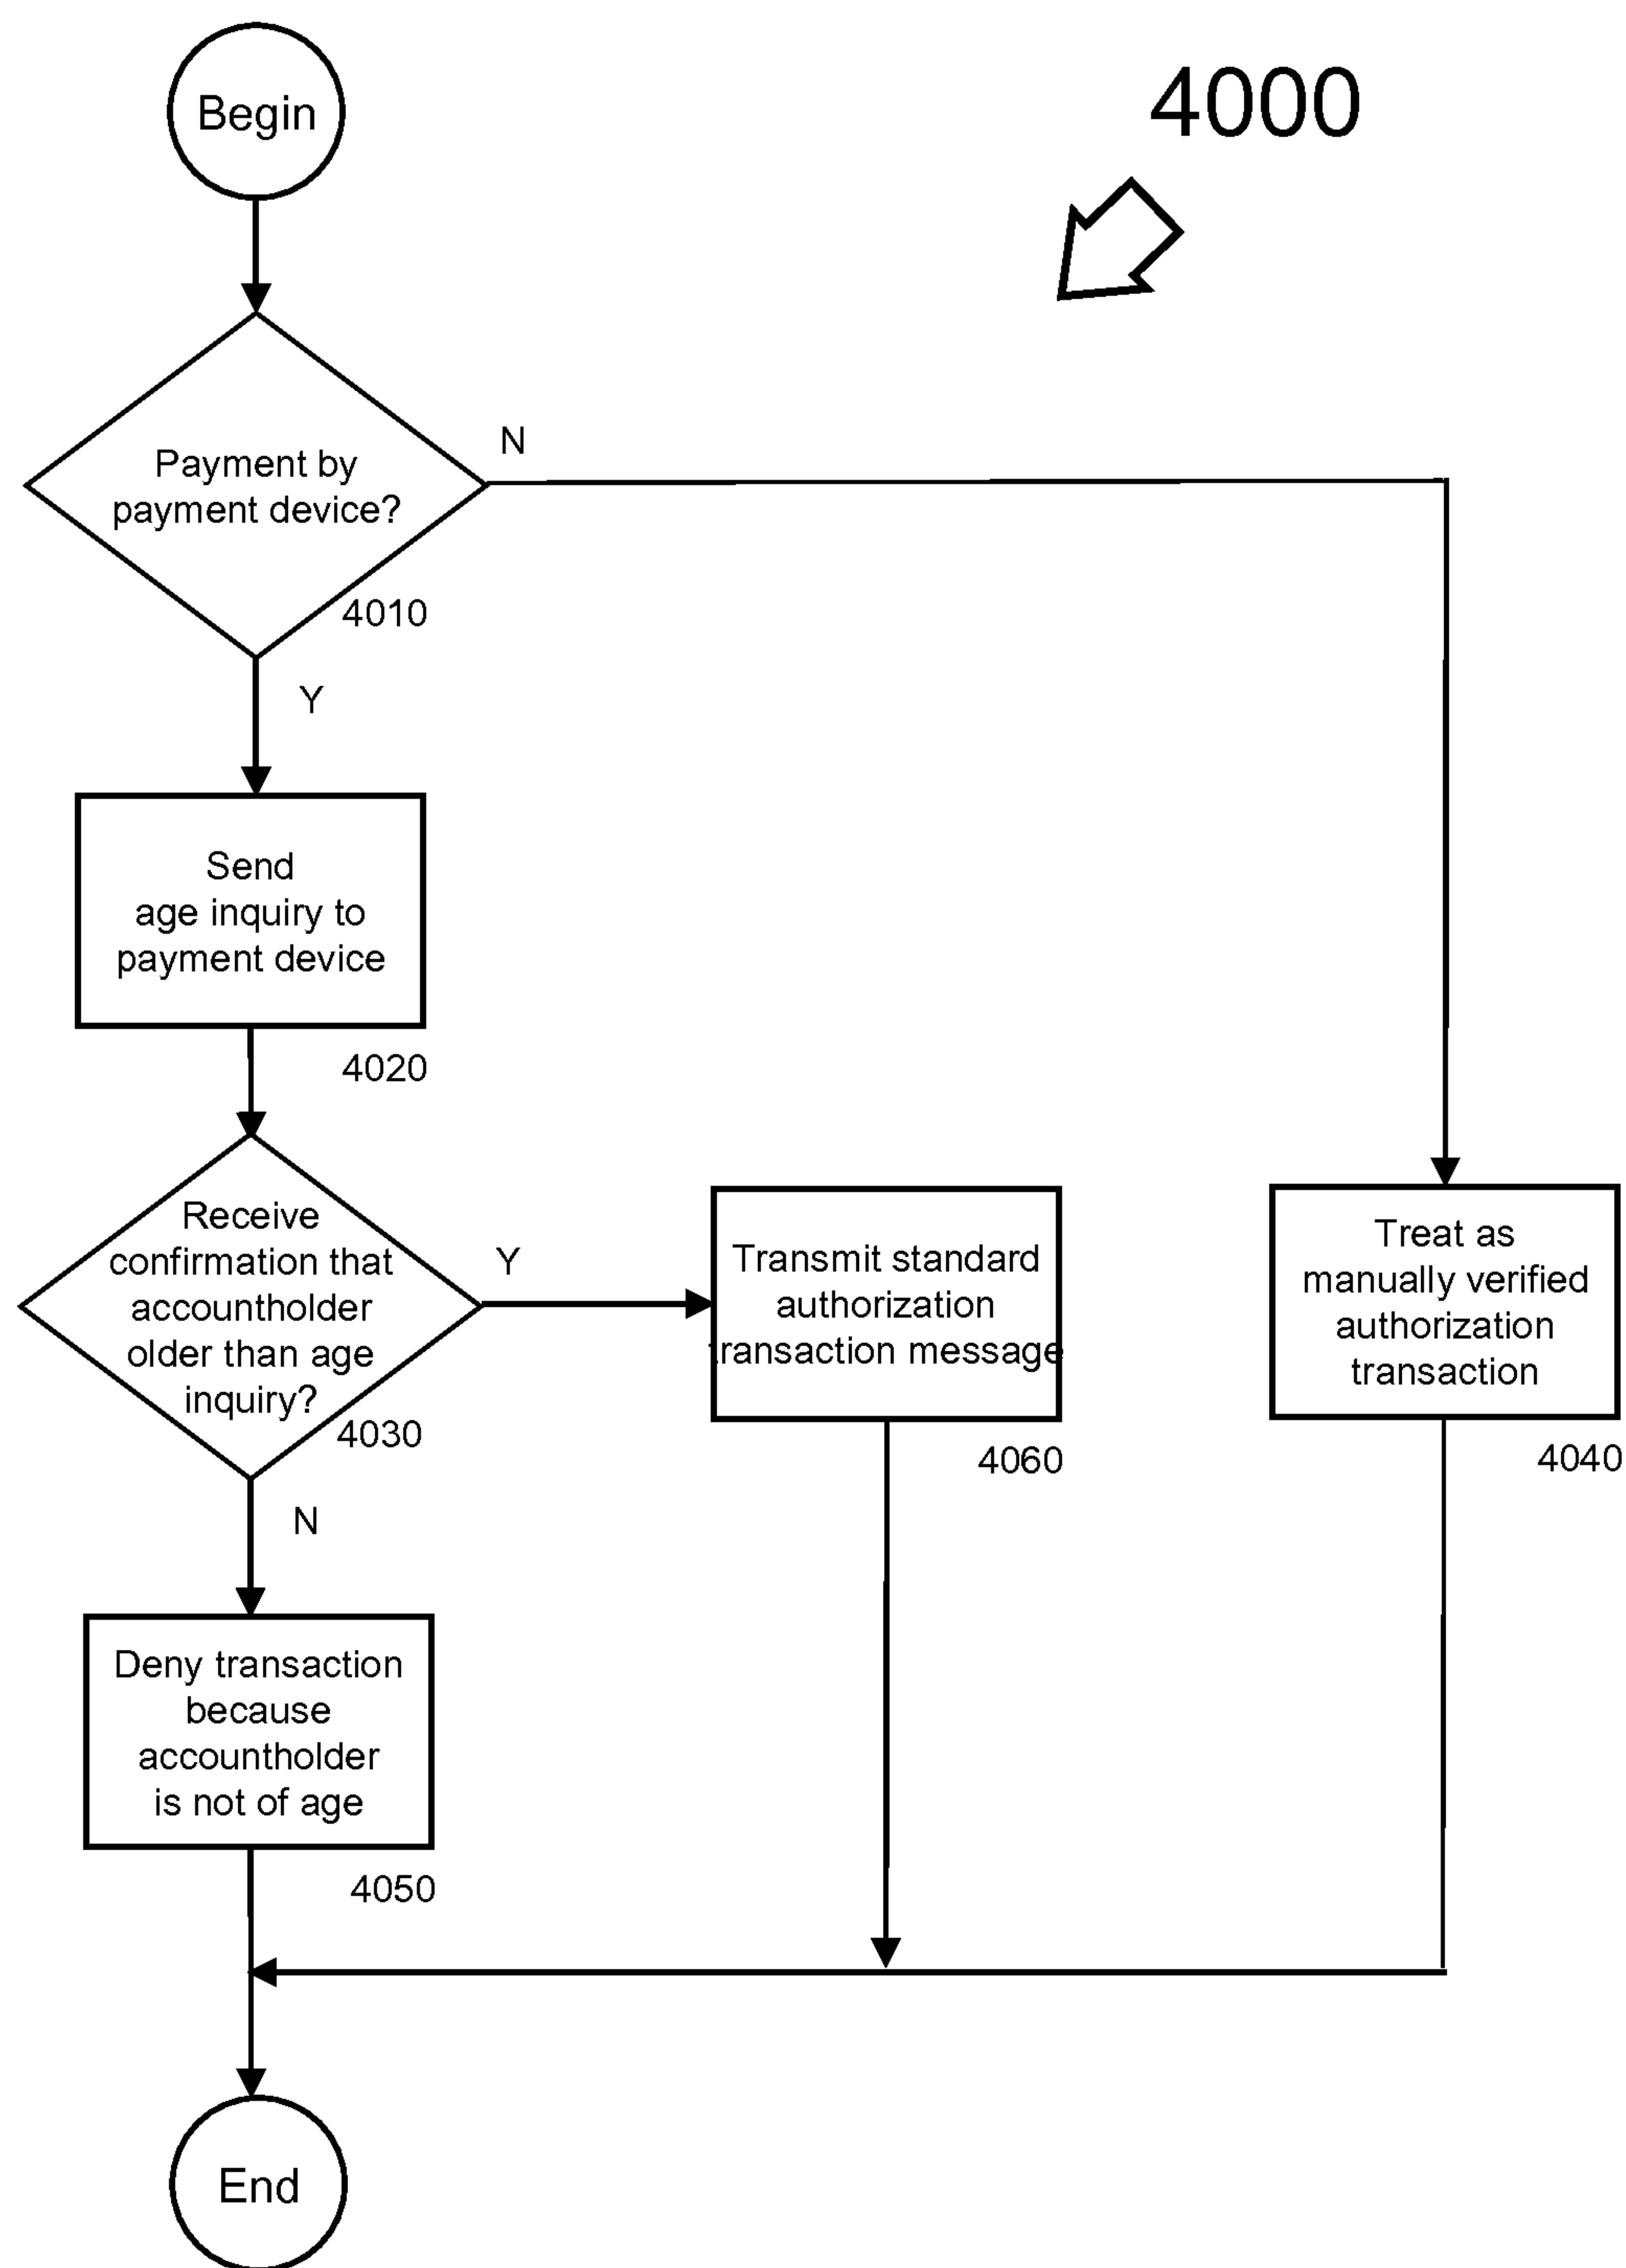 Begin
4000
Payment by
payment device?
N
4010
Y
Send
age inquiry to
payment device
4020
Receive
confirmation that
accountholder
older than age
inquiry?
4030
Y
Transmit standard
authorization
transaction message
4060
Treat as
manually verified
authorization
transaction
4040
N
Deny transaction
because
accountholder
is not of age
4050
End